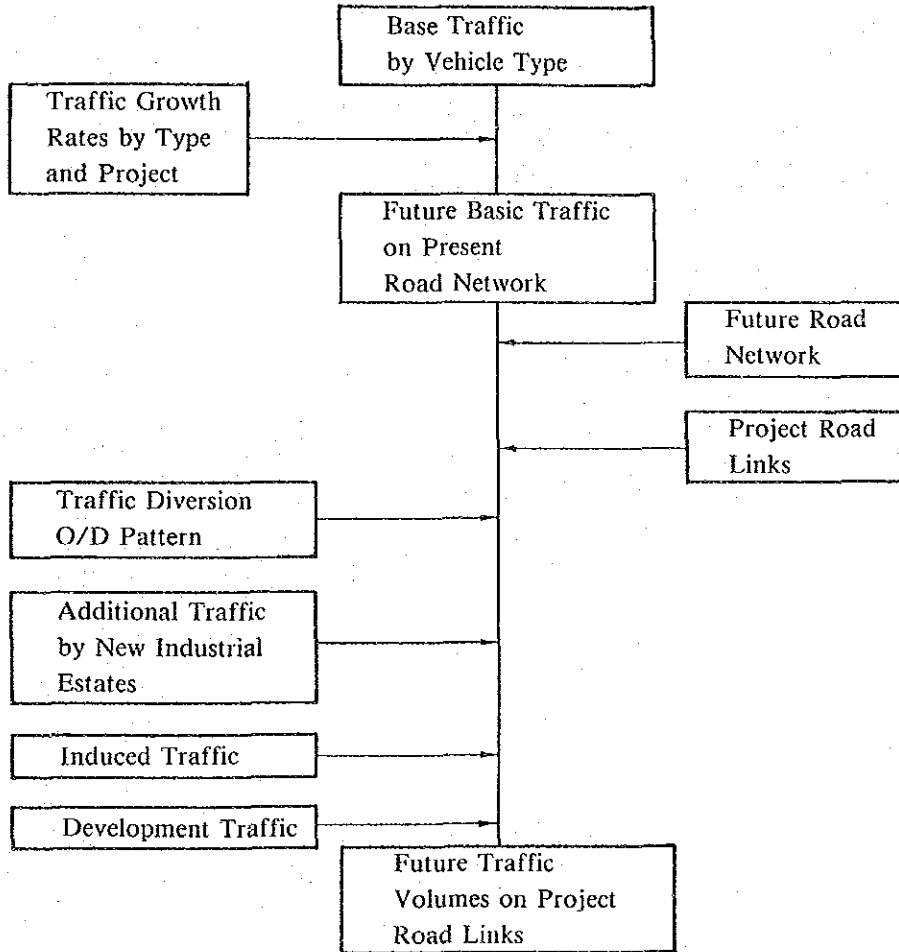 Base Traffic
by Vehicle Type
Traffic Growth
Rates by Type
and Project
Future Basic Traffic
on Present
Road Network
Future Road
Network
Project Road
Links
Traffic Diversion
O/D Pattern
Additional Traffic
by New Industrial
Estates
Induced Traffic
Development Traffic
Future Traffic
Volumes on Project
Road Links